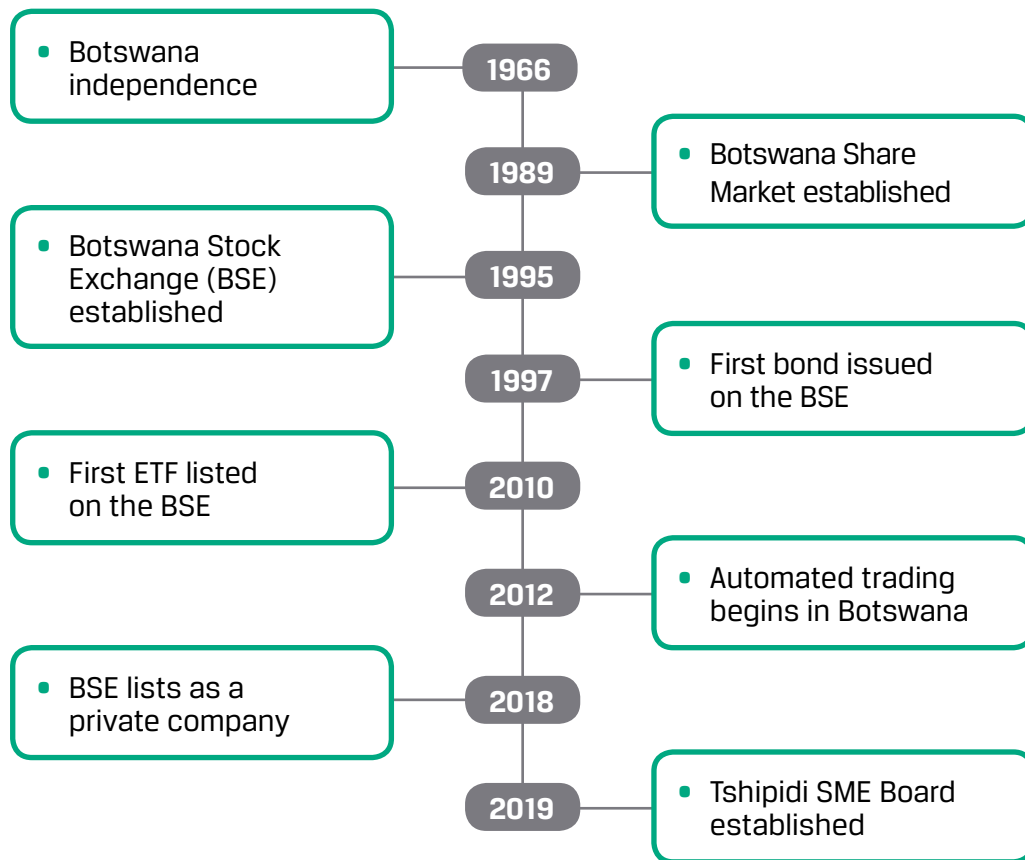 • Botswana
independence
1966
1989
• Botswana Share
Market established
• Botswana Stock
Exchange (BSE)
established
1995
1997
• First bond issued
on the BSE
• First ETF listed
on the BSE
2010
2012
• Automated trading
begins in Botswana
• BSE lists as a
private company
2018
2019
• Tshipidi SME Board
established